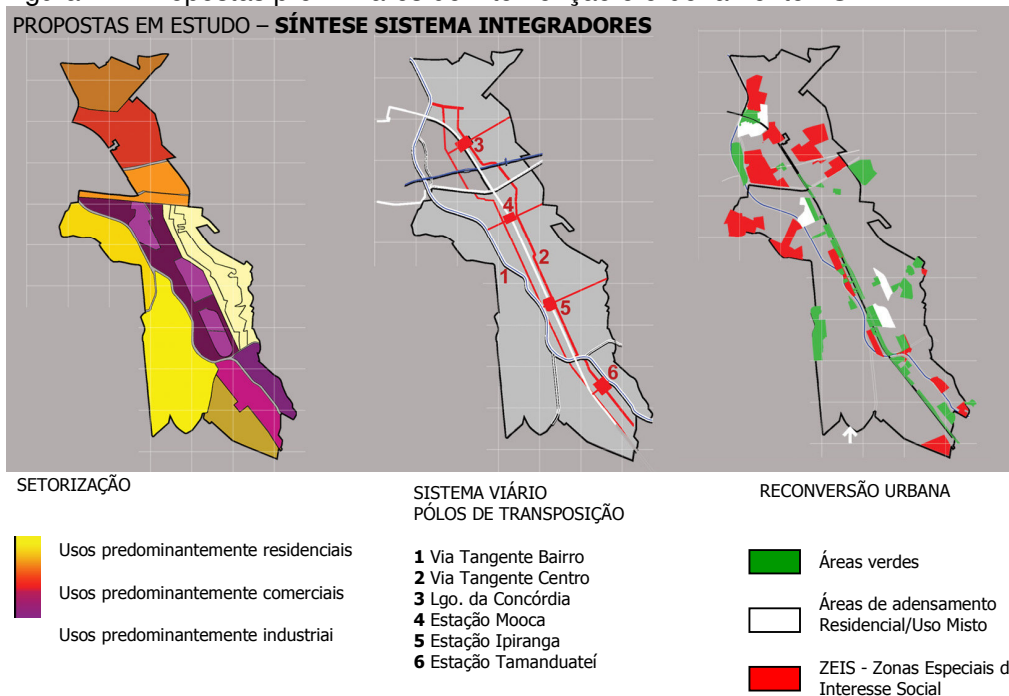 PROPOSTAS EM ESTUDO – SÍNTESE SISTEMA INTEGRADORES
3
4
2
1
5
6
SETORIZAÇÃO
Usos predominantemente residenciais
Usos predominantemente comerciais
Usos predominantemente industriai
SISTEMA VIÁRIO
PÓLOS DE TRANSPOSIÇÃO
1 Via Tangente Bairro
2 Via Tangente Centro
3 Lgo. da Concórdia
4 Estação Mooca
5 Estação Ipiranga
6 Estação Tamanduateí
RECONVERSÃO URBANA
Áreas verdes
Áreas de adensamento
Residencial/Uso Misto
ZEIS - Zonas Especiais d
Interesse Social